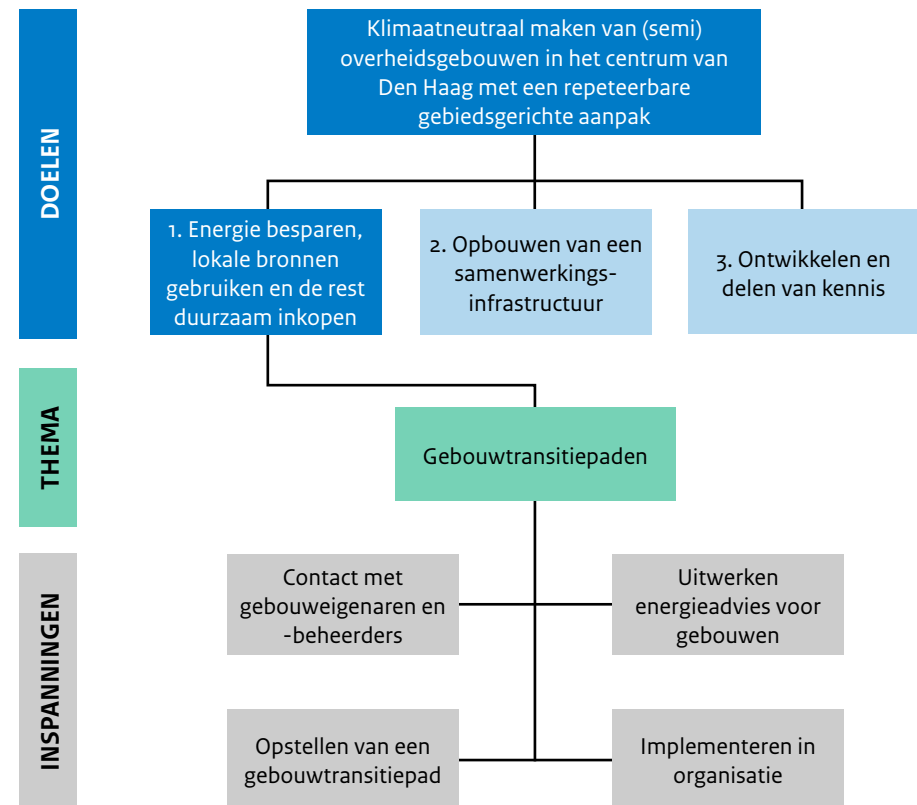 DOELEN
Klimaatneutraal maken van (semi)
overheidsgebouwen in het centrum van
Den Haag met een repeteerbare
gebiedsgerichte aanpak
1. Energie besparen,
lokale bronnen
gebruiken en de rest
duurzaam inkopen
2. Opbouwen van een
samenwerkings-
infrastructuur
3. Ontwikkelen en
delen van kennis
THEMA
Gebouwtransitiepaden
INSPANNINGEN
Contact met
gebouweigenaren en
-beheerders
Uitwerken
energieadvies voor
gebouwen
Opstellen van een
gebouwtransitiepad
Implementeren in
organisatie